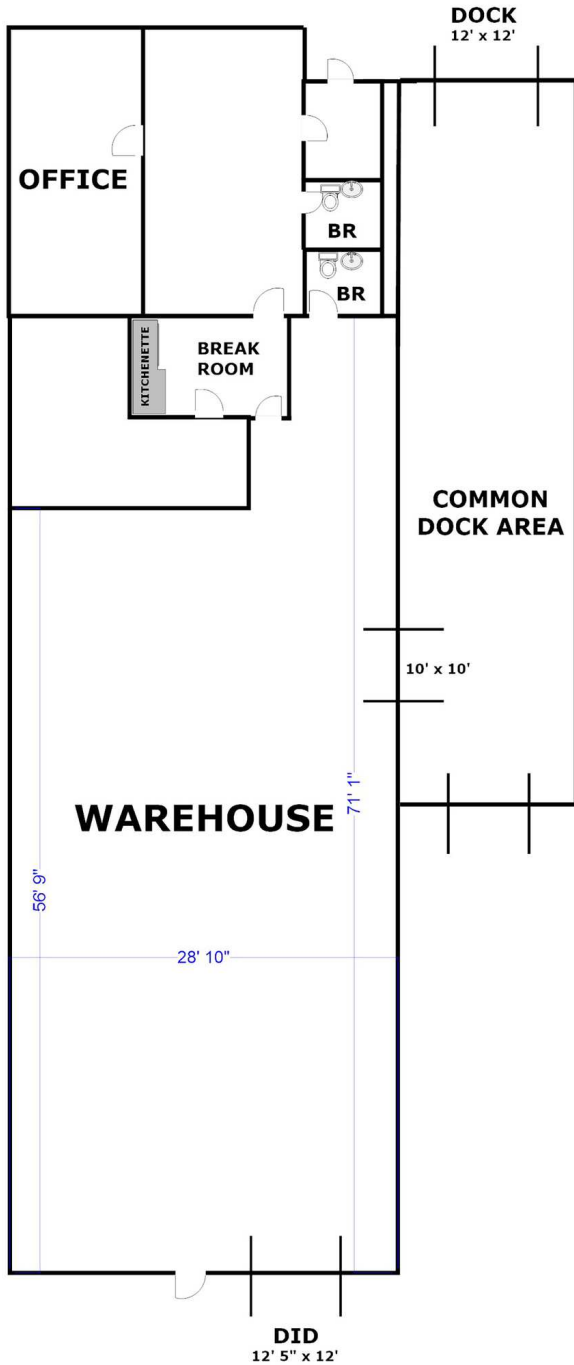 DOCK
12' x 12'
OFFICE
BR
BR
KITCHENETTE
BREAK
ROOM
COMMON
DOCK AREA
10' x 10'
WAREHOUSE
71' 1"
56' 9"
28' 10"
DID
12' 5" x 12'